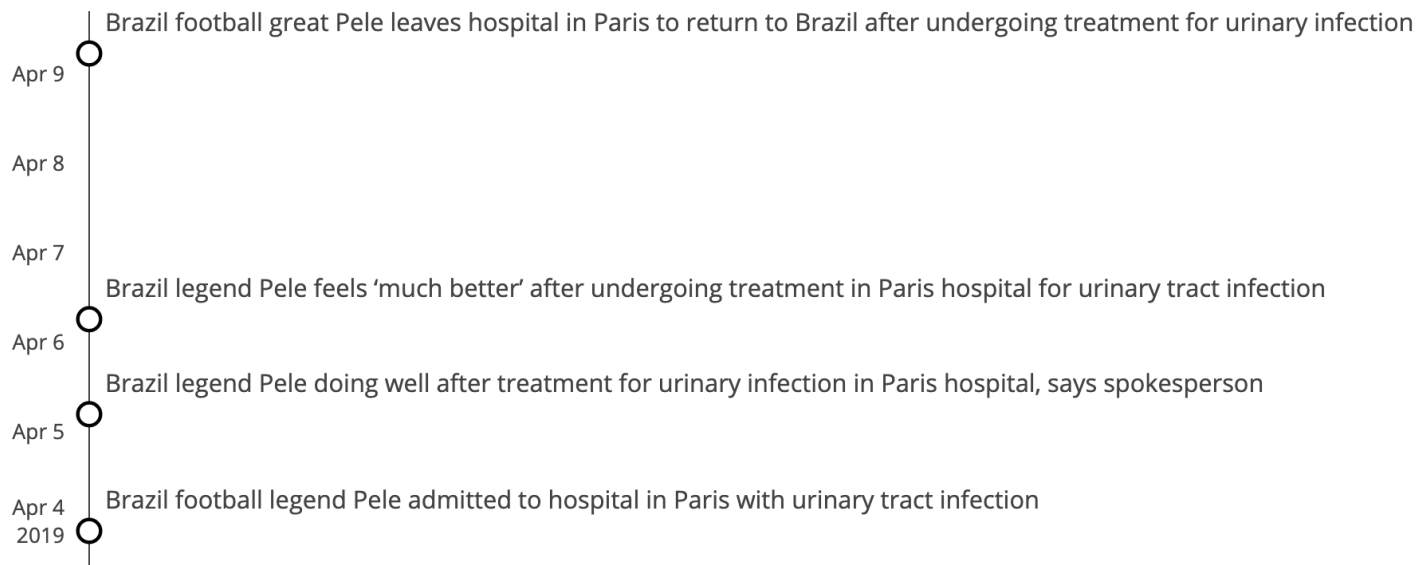 Brazil football great Pele leaves hospital in Paris to return to Brazil after undergoing treatment for urinary infection
Apr 9
Apr 8
Apr 7
Brazil legend Pele feels ‘much better’ after undergoing treatment in Paris hospital for urinary tract infection
Apr 6
Brazil legend Pele doing well after treatment for urinary infection in Paris hospital, says spokesperson
Apr 5
Brazil football legend Pele admitted to hospital in Paris with urinary tract infection
Apr 4
2019